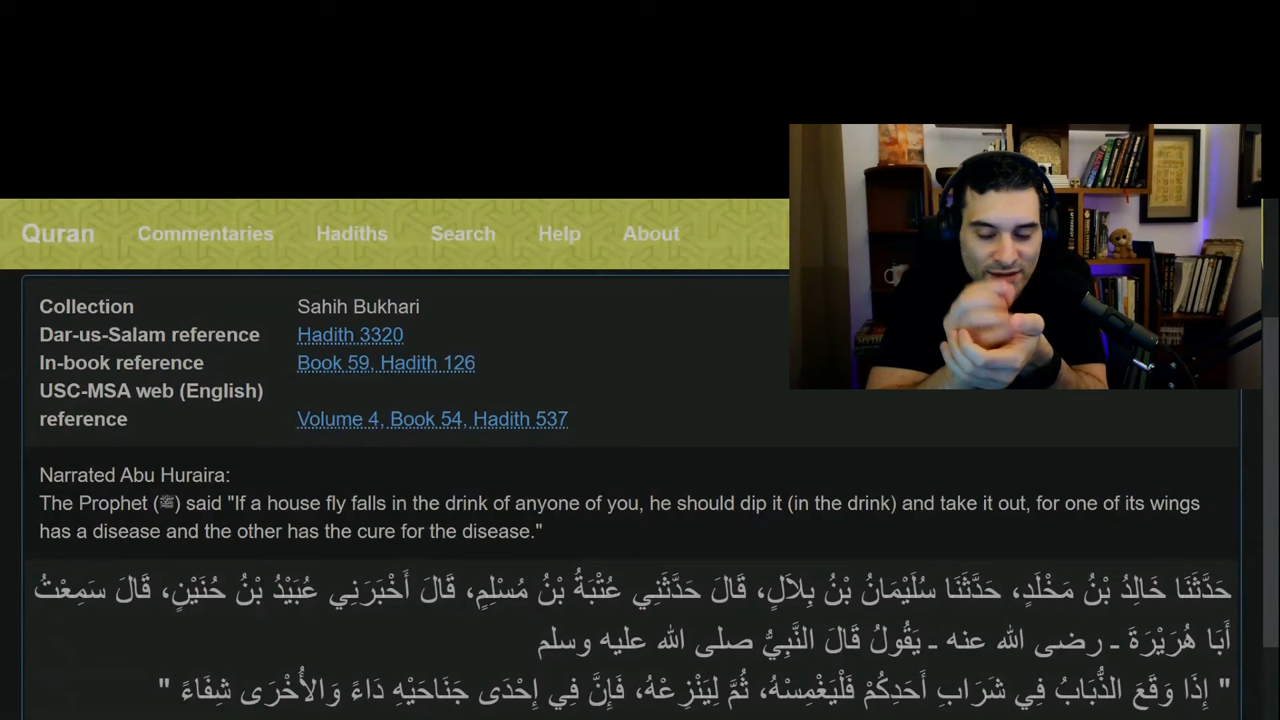 Quran Commentaries Hadiths Search Help About
Collection Sahih Bukhari
Dar-us-Salam reference Hadith 3320
In-book reference Book 59, Hadith 126
USC-MSA web (English)
reference Volume 4, Book 54, Hadith 537
Narrated Abu Huraira:
The Prophet (ﷺ) said "If a house fly falls in the drink of anyone of you, he should dip it (in the drink) and take it out, for one of its wings
has a disease and the other has the cure for the disease."
حَدَّثَنَا خَالِدُ بْنُ مَخْلَدٍ، حَدَّثَنَا سُلَيْمَانُ بْنُ بِلاَلٍ، قَالَ حَدَّثَنِي عُتْبَةُ بْنُ مُسْلِمٍ، قَالَ أَخْبَرَنِي عُبَيْدُ بْنُ حُنَيْنٍ، قَالَ سَمِعْتُ
أَبَا هُرَيْرَةَ ـ رضى الله عنه ـ يَقُولُ قَالَ النَّبِيُّ صلى الله عليه وسلم
" إِذَا وَقَعَ الذُّبَابُ فِي شَرَابِ أَحَدِكُمْ فَلْيَغْمِسْهُ، ثُمَّ لِيَنْزِعْهُ، فَإِنَّ فِي إِحْدَى جَنَاحَيْهِ دَاءً وَالأُخْرَى شِفَاءً "